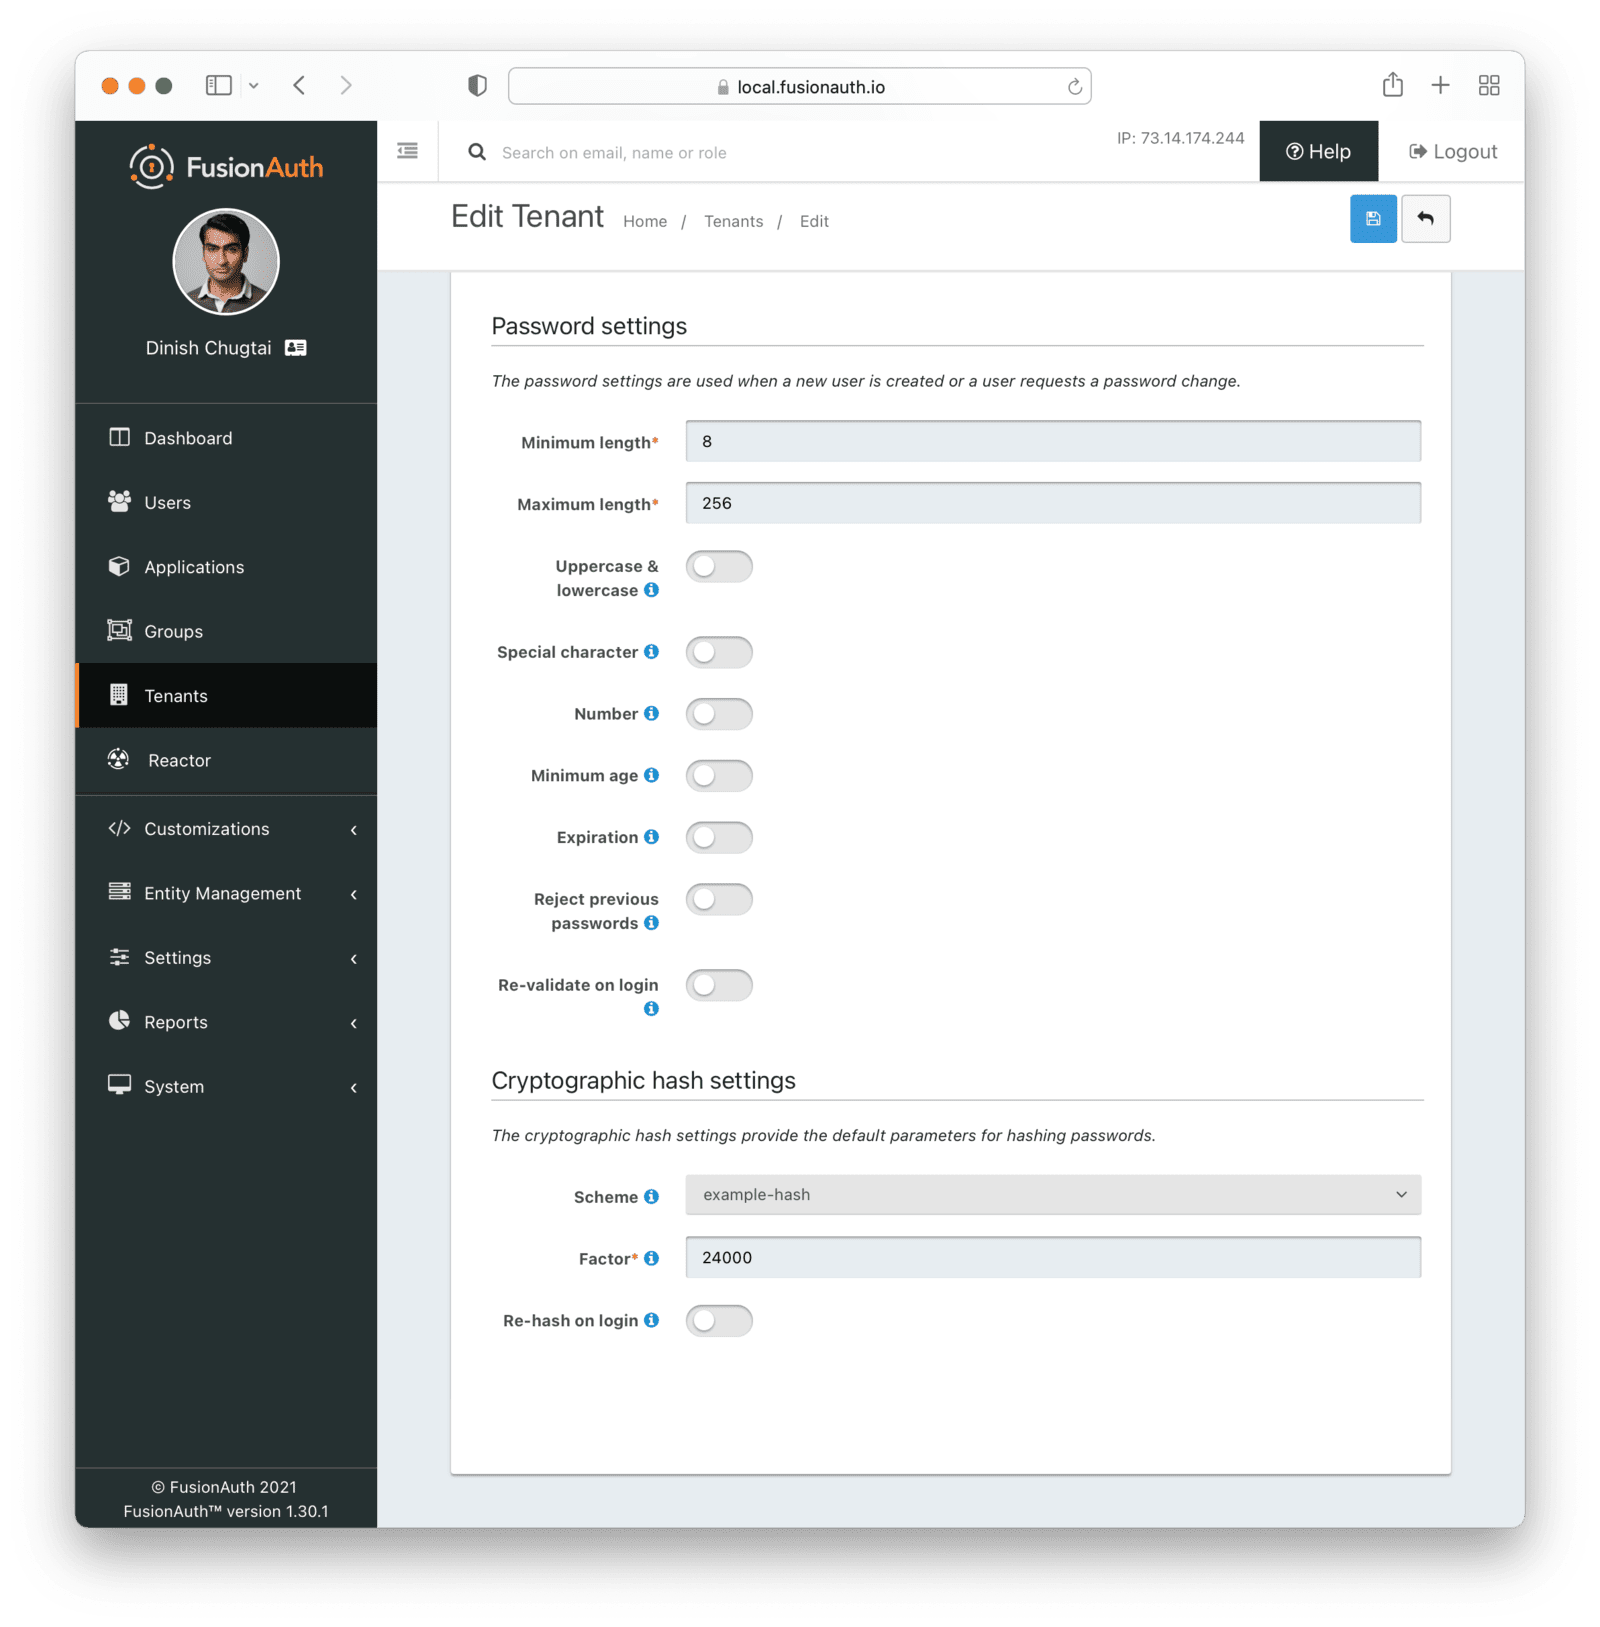 local.fusionauth.io
FusionAuth
Search on email, name or role
IP: 73.14.174.244
Help
Logout
Edit Tenant
Home / Tenants / Edit
Dinish Chugtai
Dashboard
Users
Applications
Groups
Tenants
Reactor
Customizations
Entity Management
Settings
Reports
System
© FusionAuth 2021
FusionAuth™ version 1.30.1
Password settings
The password settings are used when a new user is created or a user requests a password change.
Minimum length* 8
Maximum length* 256
Uppercase &
lowercase
Special character
Number
Minimum age
Expiration
Reject previous
passwords
Re-validate on login
Cryptographic hash settings
The cryptographic hash settings provide the default parameters for hashing passwords.
Scheme example-hash
Factor* 24000
Re-hash on login